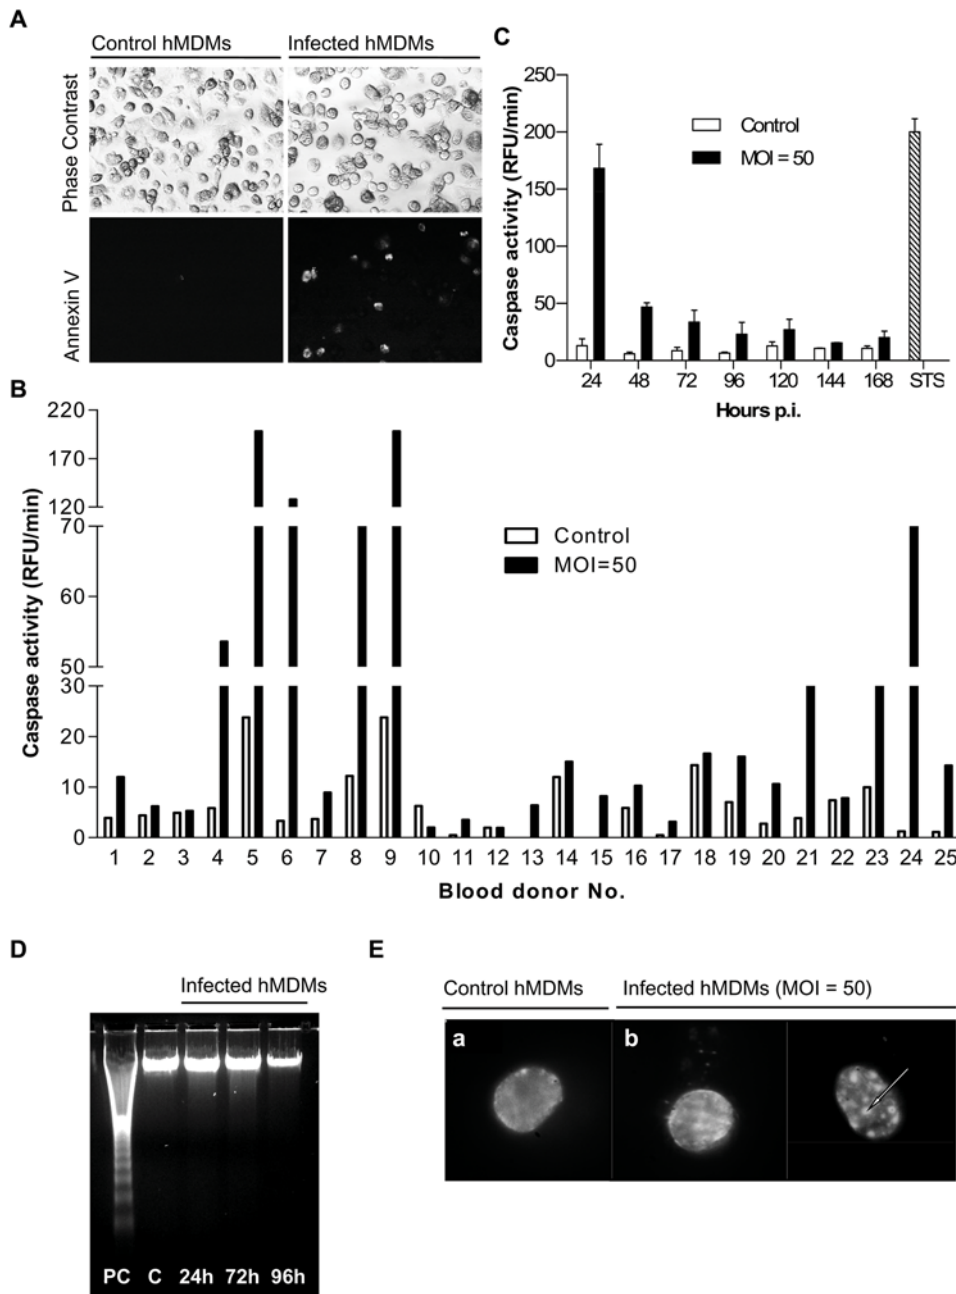 A
Control hMDMs
Infected hMDMs
Phase Contrast
Annexin V
C
Caspase activity (RFU/min)
250
200
150
100
50
0
Control
MOI = 50
24 48 72 96 120 144 168 STS
Hours p.i.
B
Caspase activity (RFU/min)
220
170
120
70
60
50
30
20
10
0
Control
MOI=50
1 2 3 4 5 6 7 8 9 10 11 12 13 14 15 16 17 18 19 20 21 22 23 24 25
Blood donor No.
D
Infected hMDMs
PC C 24h 72h 96h
E
Control hMDMs
Infected hMDMs (MOI = 50)
a
b